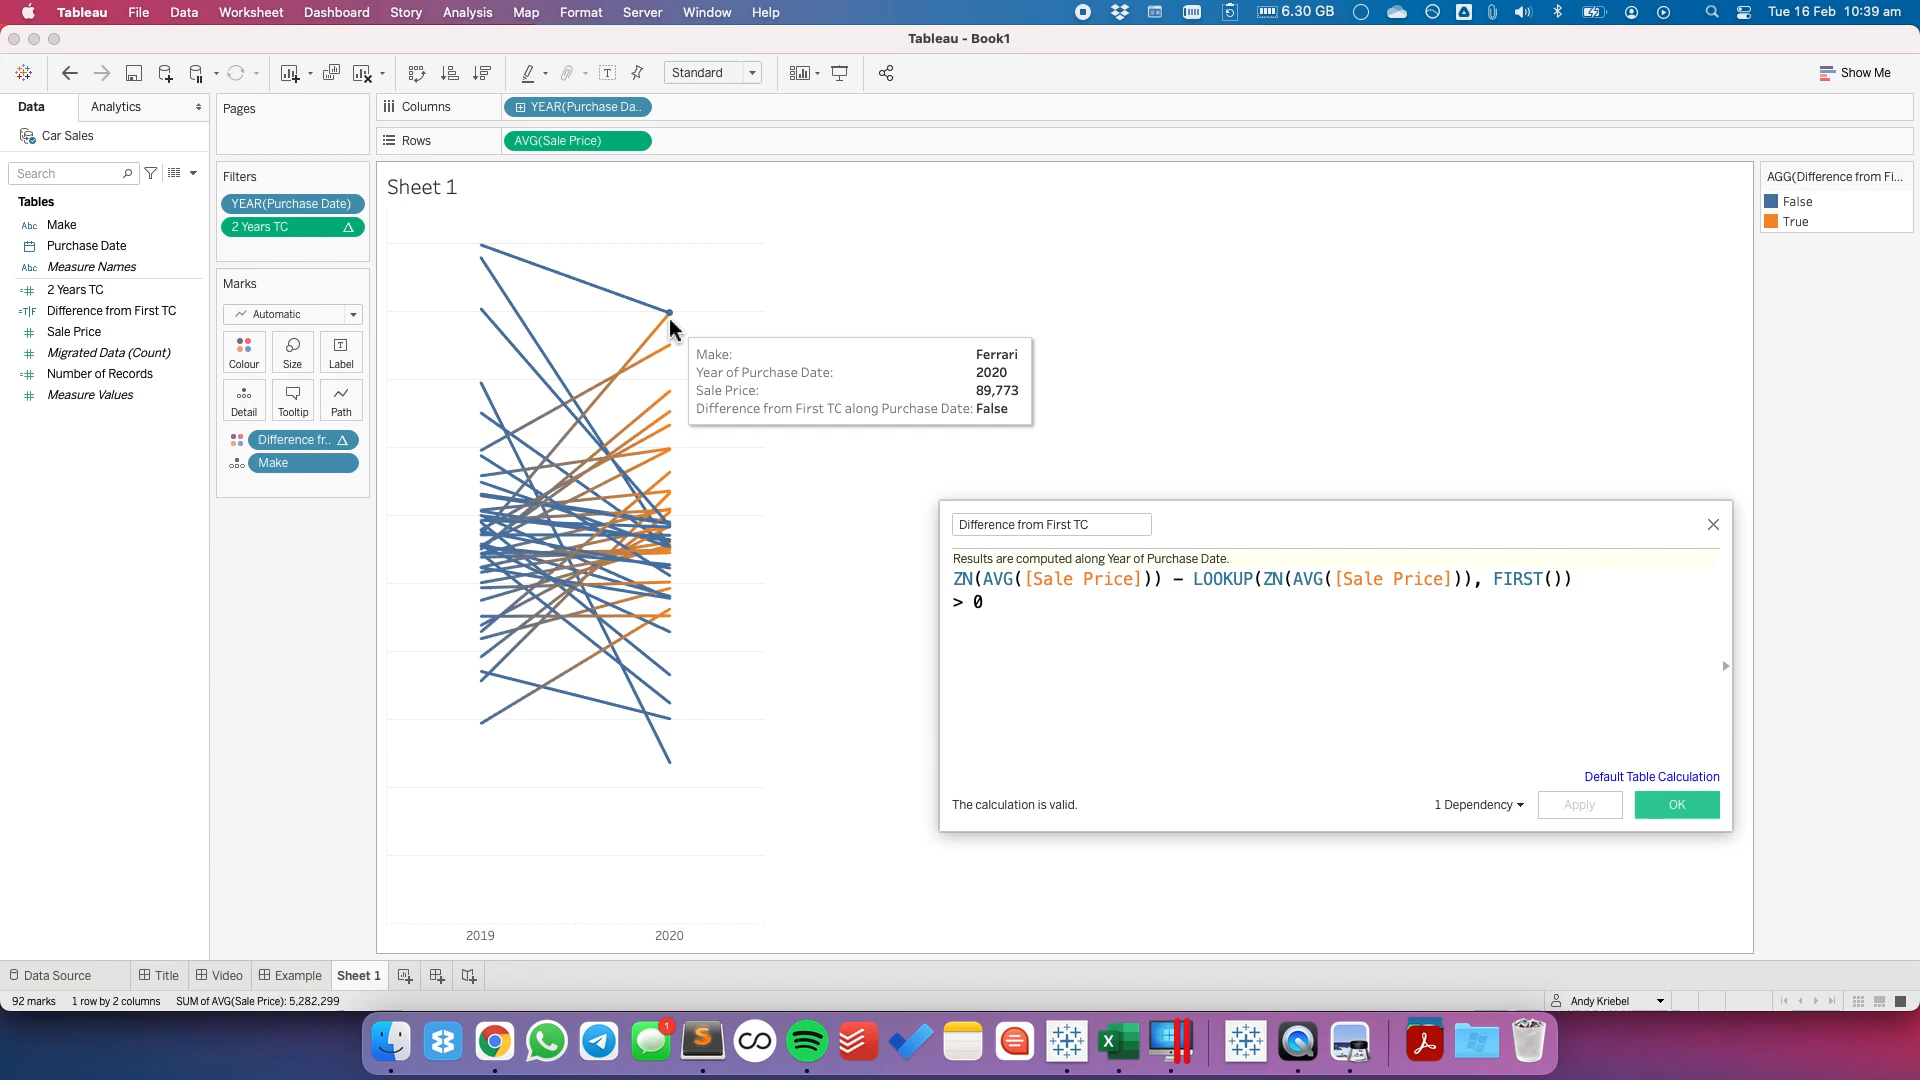 Tableau File Data Worksheet Dashboard Story Analysis Map Format Server Window Help 6.30 GB Tue 16 Feb 10:39 am
Tableau - Book1
Standard Show Me
Data Analytics
Car Sales
Search
Tables
Abc Make
Purchase Date
Abc Measure Names
2 Years TC
T|F Difference from First TC
Sale Price
Migrated Data (Count)
Number of Records
Measure Values
Pages
Filters
YEAR(Purchase Date)
2 Years TC
Marks
Automatic
Colour Size Label
Detail Tooltip Path
Difference fr..
Make
Columns YEAR(Purchase Da..
Rows AVG(Sale Price)
Sheet 1
Make: Ferrari
Year of Purchase Date: 2020
Sale Price: 89,773
Difference from First TC along Purchase Date: False
2019 2020
AGG(Difference from Fi...
False
True
Difference from First TC
Results are computed along Year of Purchase Date.
ZN(AVG([Sale Price])) - LOOKUP(ZN(AVG([Sale Price])), FIRST())
> 0
Default Table Calculation
The calculation is valid. 1 Dependency Apply OK
Data Source Title Video Example Sheet 1
92 marks 1 row by 2 columns SUM of AVG(Sale Price): 5,282,299 Andy Kriebel
1